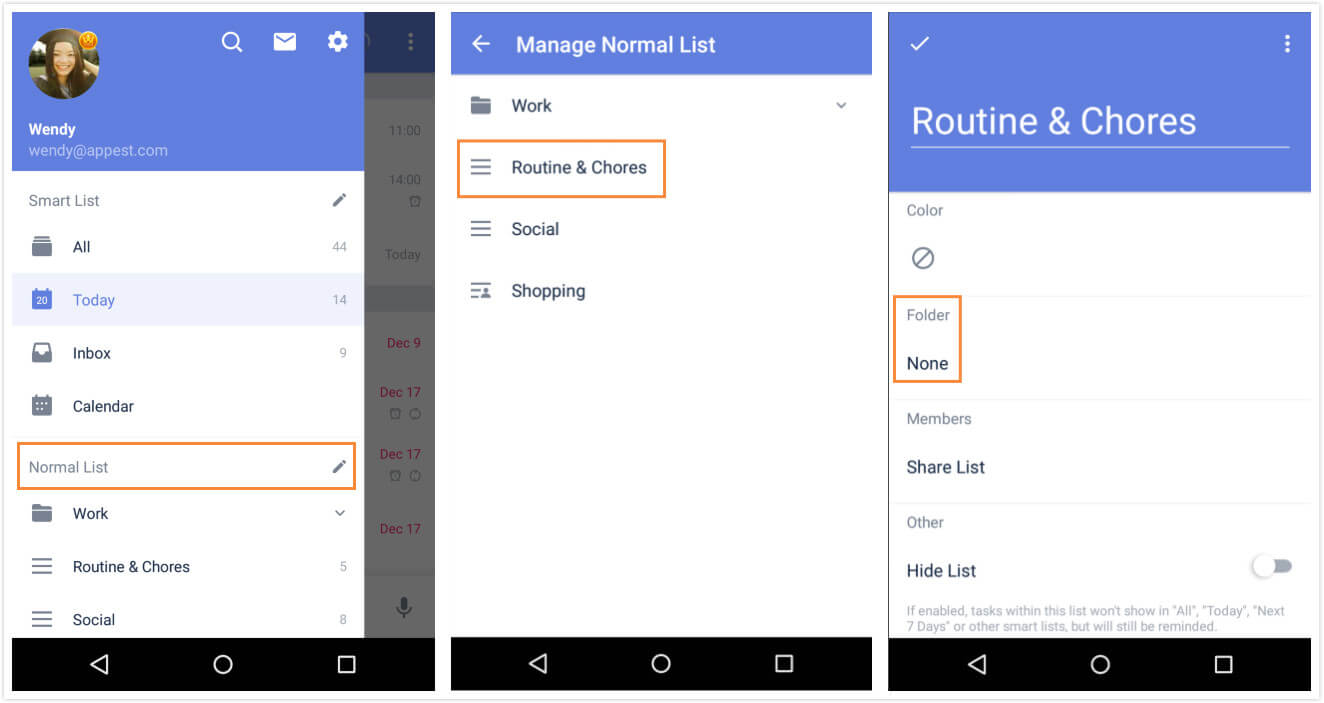 Wendy
wendy@appest.com
Smart List
All 44
20 Today 14
Inbox 9
Calendar
Normal List
Work
Routine & Chores 5
Social 8
11:00
14:00
Today
Dec 9
Dec 17
Dec 17
Dec 17
Manage Normal List
Work
Routine & Chores
Social
Shopping
Routine & Chores
Color
Folder
None
Members
Share List
Other
Hide List
If enabled, tasks within this list won't show in "All", "Today", "Next
7 Days" or other smart lists, but will still be reminded.